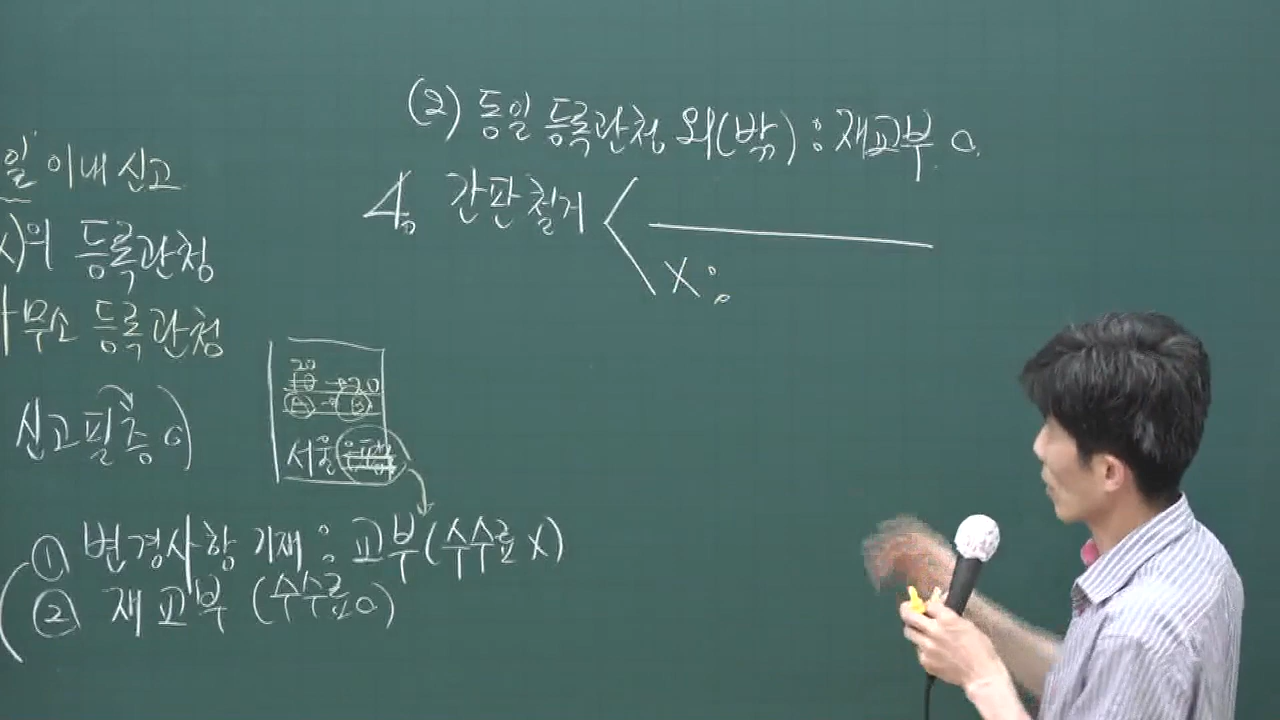 (2) 동일 등록관청 외(밖) : 재교부 o.
4. 간판철거
X :
일 이내 신고
X)의 등록관청
무소 등록관청
신고필증 o)
20
10 → 20
A → B
서울
① 변경사항 기재 : 교부(수수료 X)
② 재교부 (수수료 o)